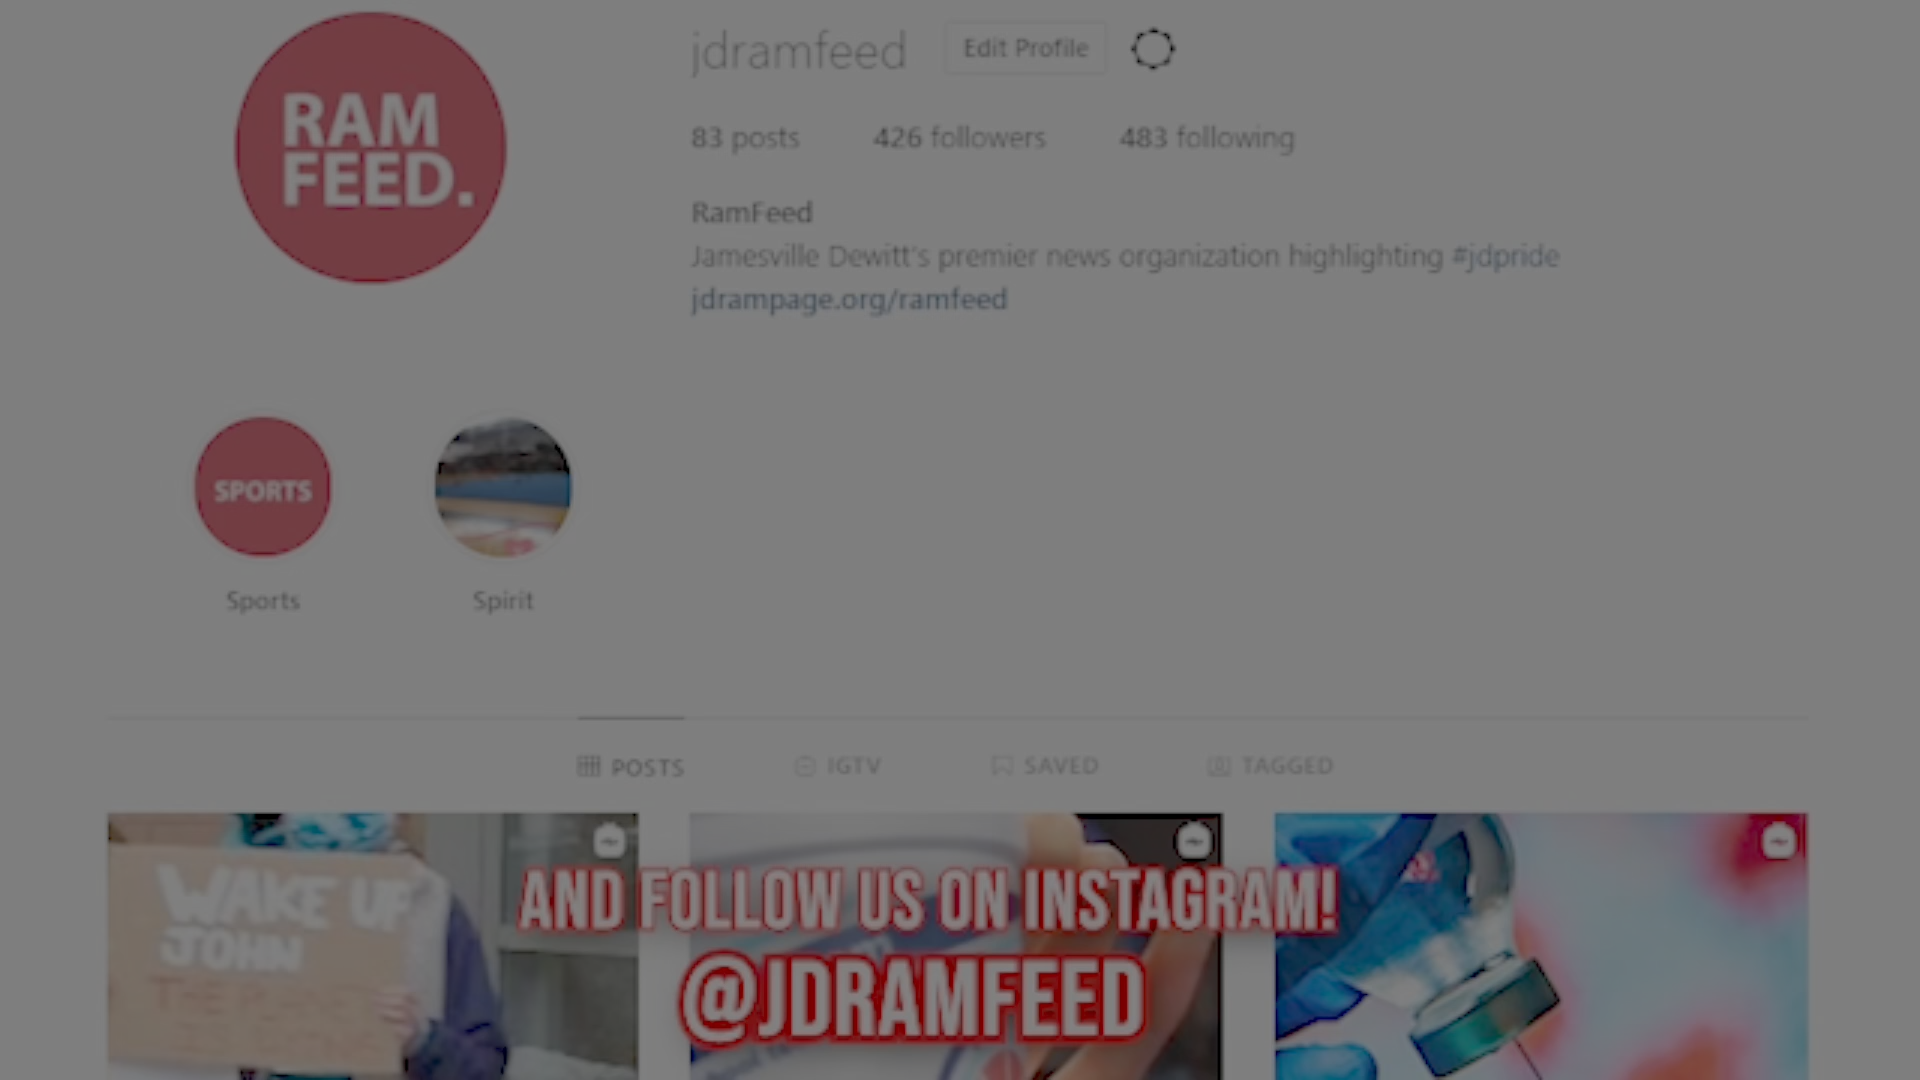 RAM
FEED.
jdramfeed Edit Profile
83 posts 426 followers 483 following
RamFeed
Jamesville Dewitt's premier news organization highlighting #jdpride
jdrampage.org/ramfeed
SPORTS
Sports Spirit
POSTS IGTV SAVED TAGGED
WAKE UP
JOHN
THE
AND FOLLOW US ON INSTAGRAM!
@JDRAMFEED